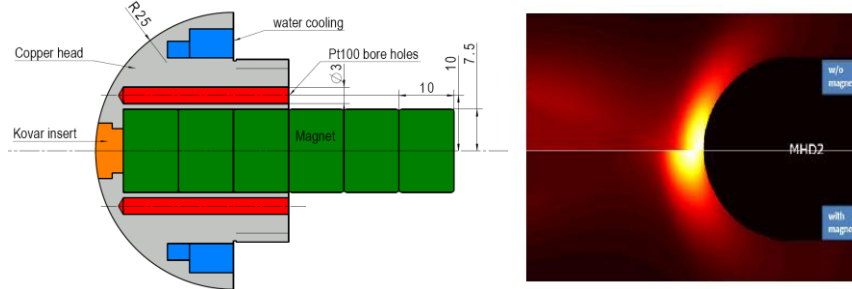 R25
water cooling
Copper head
Pt100 bore holes
Ø3
10
7.5
10
Kovar insert
Magnet
w/o
magne
MHD2
with
magne